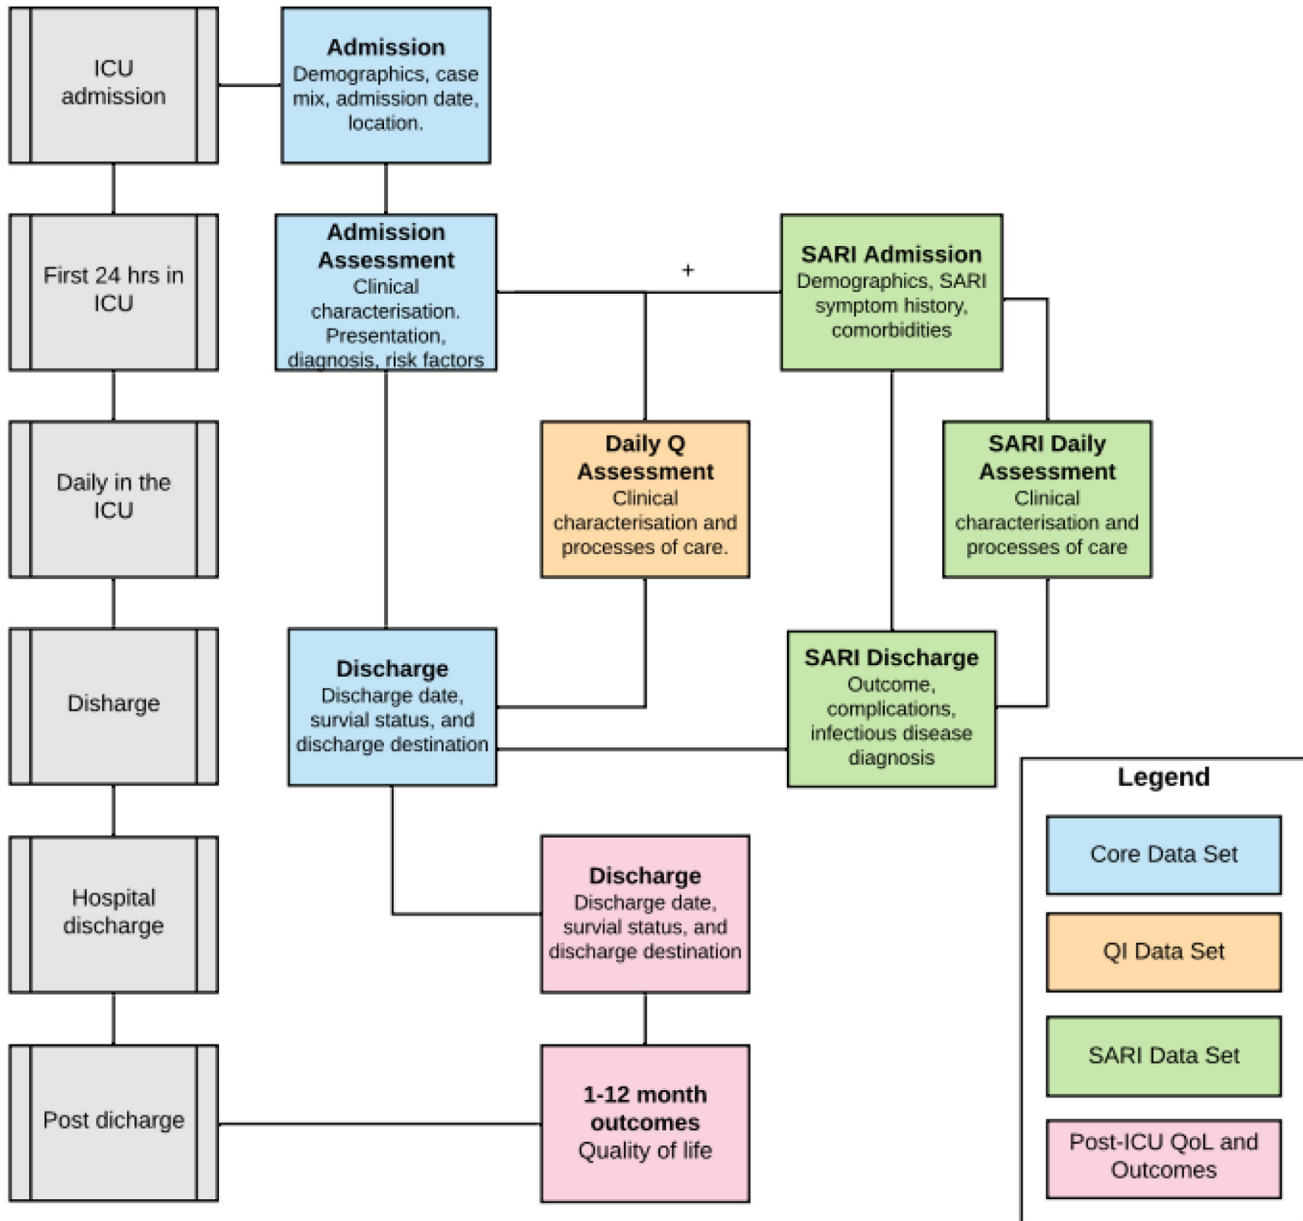 ICU
admission
Admission
Demographics, case
mix, admission date,
location.
First 24 hrs in
ICU
Admission
Assessment
Clinical
characterisation.
Presentation,
diagnosis, risk factors
+
SARI Admission
Demographics, SARI
symptom history,
comorbidities
Daily in the
ICU
Daily Q
Assessment
Clinical
characterisation and
processes of care.
SARI Daily
Assessment
Clinical
characterisation and
processes of care
Disharge
Discharge
Discharge date,
survial status, and
discharge destination
SARI Discharge
Outcome,
complications,
infectious disease
diagnosis
Hospital
discharge
Discharge
Discharge date,
survial status, and
discharge destination
Post dicharge
1-12 month
outcomes
Quality of life
Legend
Core Data Set
QI Data Set
SARI Data Set
Post-ICU QoL and
Outcomes